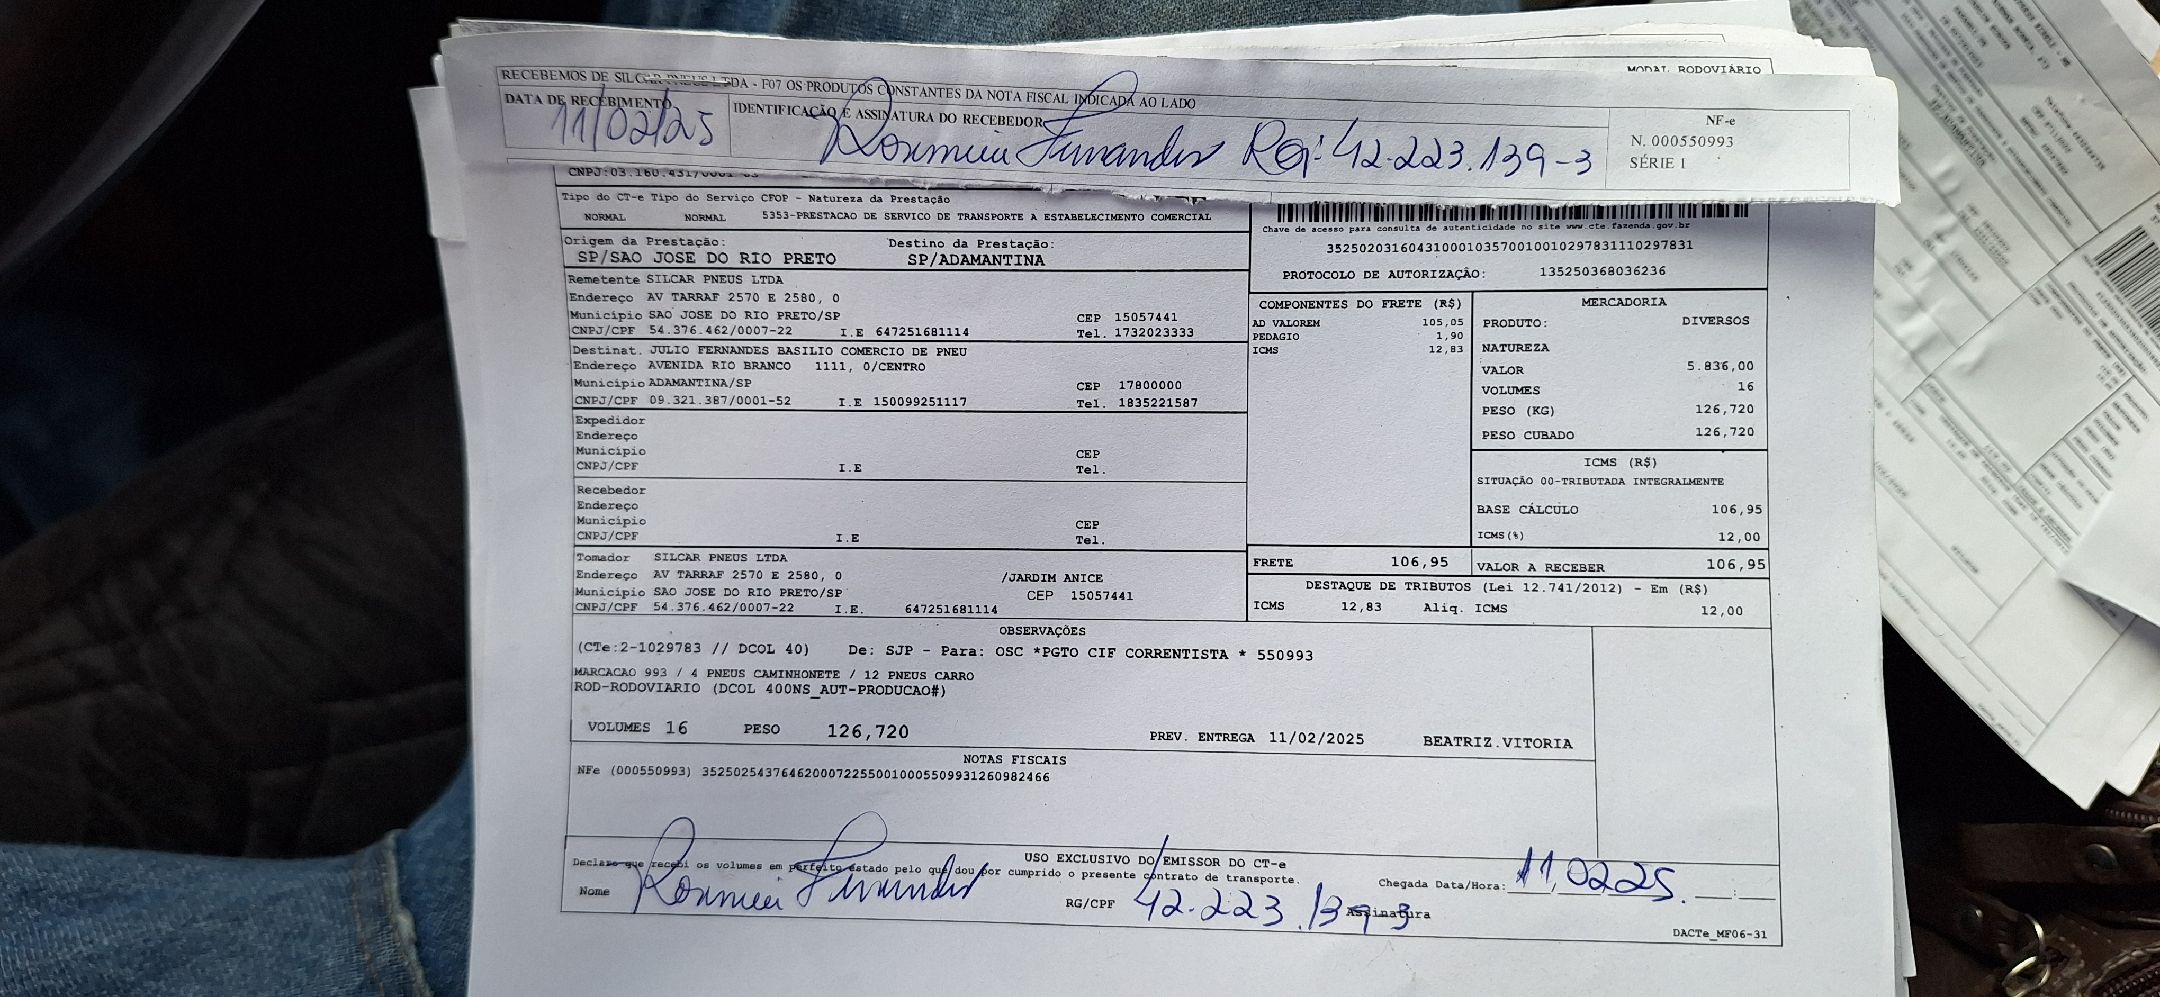 MODAL RODOVIÁRIO
RECEBEMOS DE SILCAR PNEUS LTDA - F07 OS PRODUTOS CONSTANTES DA NOTA FISCAL INDICADA AO LADO
DATA DE RECEBIMENTO
11/02/25
IDENTIFICAÇÃO E ASSINATURA DO RECEBEDOR
Rosimeiri Fernandes RG: 42.223.139-3
NF-e
N. 000550993
SÉRIE 1
Tipo do CT-e Tipo do Serviço CFOP - Natureza da Prestação
NORMAL NORMAL 5353-PRESTACAO DE SERVICO DE TRANSPORTE A ESTABELECIMENTO COMERCIAL
Origem da Prestação: Destino da Prestação:
SP/SAO JOSE DO RIO PRETO SP/ADAMANTINA
Chave de acesso para consulta de autenticidade no site www.cte.fazenda.gov.br
35250203160431000103570010010297831110297831
PROTOCOLO DE AUTORIZAÇÃO: 135250368036236
Remetente SILCAR PNEUS LTDA
Endereço AV TARRAF 2570 E 2580, 0
Município SAO JOSE DO RIO PRETO/SP CEP 15057441
CNPJ/CPF 54.376.462/0007-22 I.E 647251681114 Tel. 1732023333
Destinat. JULIO FERNANDES BASILIO COMERCIO DE PNEU
Endereço AVENIDA RIO BRANCO 1111, 0/CENTRO
Município ADAMANTINA/SP CEP 17800000
CNPJ/CPF 09.321.387/0001-52 I.E 150099251117 Tel. 1835221587
Expedidor
Endereço
Município CEP
CNPJ/CPF I.E Tel.
Recebedor
Endereço
Município CEP
CNPJ/CPF I.E Tel.
Tomador SILCAR PNEUS LTDA
Endereço AV TARRAF 2570 E 2580, 0 /JARDIM ANICE
Município SAO JOSE DO RIO PRETO/SP CEP 15057441
CNPJ/CPF 54.376.462/0007-22 I.E. 647251681114
COMPONENTES DO FRETE (R$)
AD VALOREM 105,05
PEDAGIO 1,90
ICMS 12,83
MERCADORIA
PRODUTO: DIVERSOS
NATUREZA
VALOR 5.836,00
VOLUMES 16
PESO (KG) 126,720
PESO CUBADO 126,720
ICMS (R$)
SITUAÇÃO 00-TRIBUTADA INTEGRALMENTE
BASE CÁLCULO 106,95
ICMS(%) 12,00
FRETE 106,95 VALOR A RECEBER 106,95
DESTAQUE DE TRIBUTOS (Lei 12.741/2012) - Em (R$)
ICMS 12,83 Aliq. ICMS 12,00
OBSERVAÇÕES
(CTe:2-1029783 // DCOL 40) De: SJP - Para: OSC *PGTO CIF CORRENTISTA * 550993
MARCACAO 993 / 4 PNEUS CAMINHONETE / 12 PNEUS CARRO
ROD-RODOVIARIO (DCOL 400NS_AUT-PRODUCAO#)
VOLUMES 16 PESO 126,720 PREV. ENTREGA 11/02/2025 BEATRIZ.VITORIA
NOTAS FISCAIS
NFe (000550993) 35250254376462000722550010005509931260982466
USO EXCLUSIVO DO EMISSOR DO CT-e
Declaro que recebi os volumes em perfeito estado pelo que dou por cumprido o presente contrato de transporte.
Nome Rosimeiri Fernandes RG/CPF 42.223.139-3 Assinatura
Chegada Data/Hora: 11,02 25.
DACTe_MF06-31